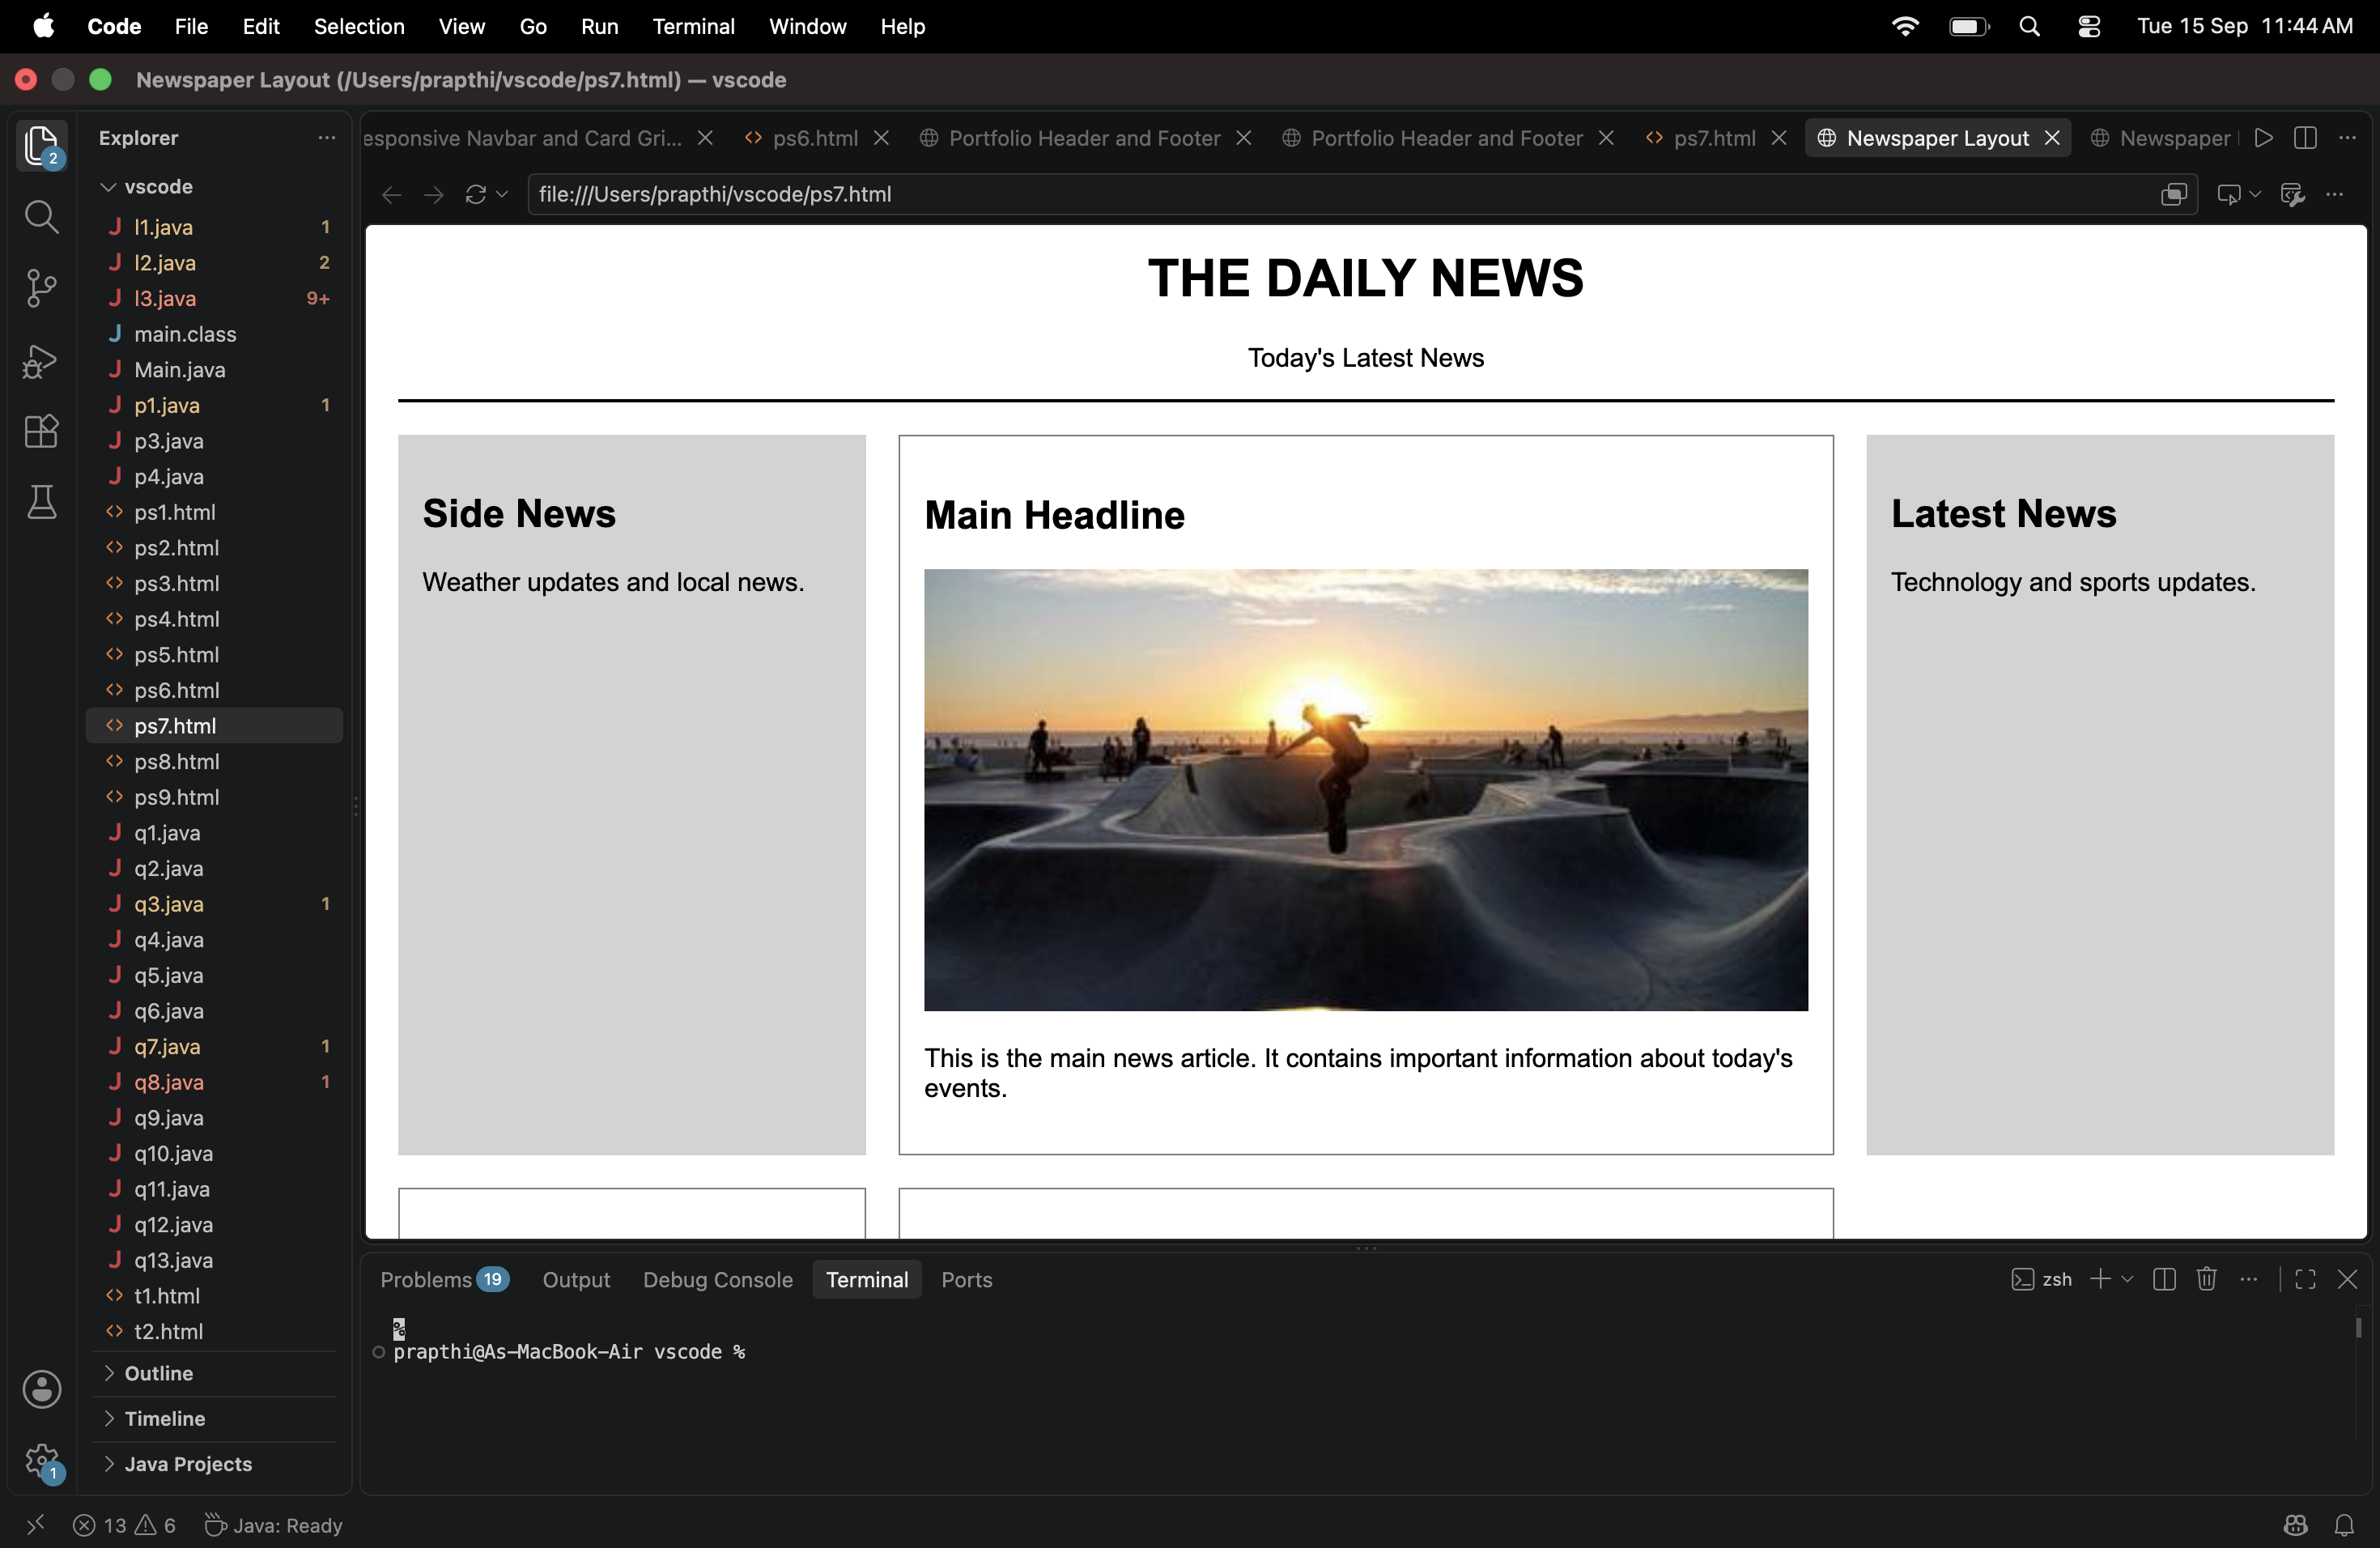 Code File Edit Selection View Go Run Terminal Window Help Tue 15 Sep 11:44 AM
Newspaper Layout (/Users/prapthi/vscode/ps7.html) — vscode
Explorer
2
vscode
l1.java 1
l2.java 2
l3.java 9+
main.class
Main.java
p1.java 1
p3.java
p4.java
ps1.html
ps2.html
ps3.html
ps4.html
ps5.html
ps6.html
ps7.html
ps8.html
ps9.html
q1.java
q2.java
q3.java 1
q4.java
q5.java
q6.java
q7.java 1
q8.java 1
q9.java
q10.java
q11.java
q12.java
q13.java
t1.html
t2.html
Outline
Timeline
Java Projects
1
esponsive Navbar and Card Gri... ps6.html Portfolio Header and Footer Portfolio Header and Footer ps7.html Newspaper Layout Newspaper
file:///Users/prapthi/vscode/ps7.html
THE DAILY NEWS
Today's Latest News
Side News
Weather updates and local news.
Main Headline
This is the main news article. It contains important information about today's
events.
Latest News
Technology and sports updates.
Problems 19 Output Debug Console Terminal Ports zsh
%
prapthi@As-MacBook-Air vscode %
13 6 Java: Ready